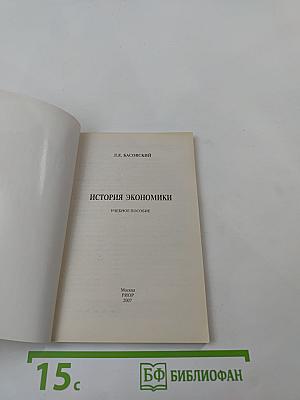 Л.Е. БАСОВСКИЙ
ИСТОРИЯ ЭКОНОМИКИ
УЧЕБНОЕ ПОСОБИЕ
Москва
РИОР
2007
15с
БФ БИБЛИОФАН